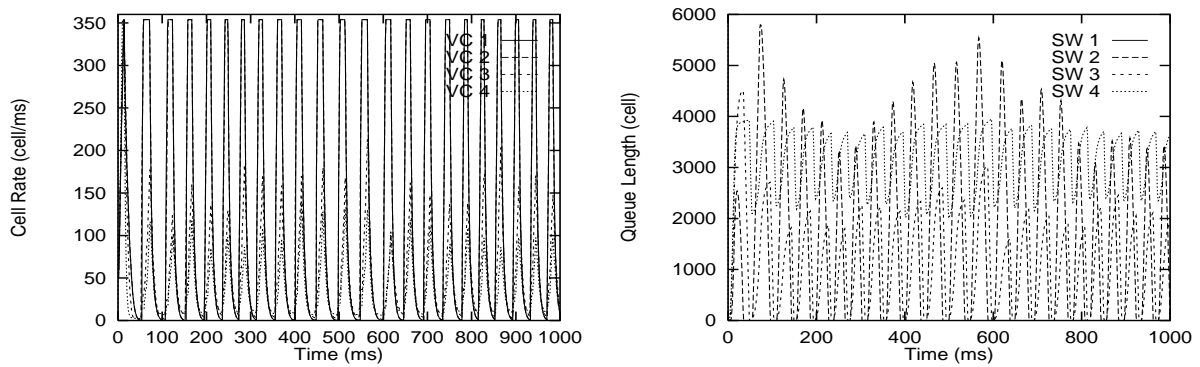 350
300
250
200
150
100
50
0
Cell Rate (cell/ms)
VC 1
VC 2
VC 3
VC 4
0 100 200 300 400 500 600 700 800 900 1000
Time (ms)
6000
5000
4000
3000
2000
1000
0
Queue Length (cell)
SW 1
SW 2
SW 3
SW 4
0 200 400 600 800 1000
Time (ms)